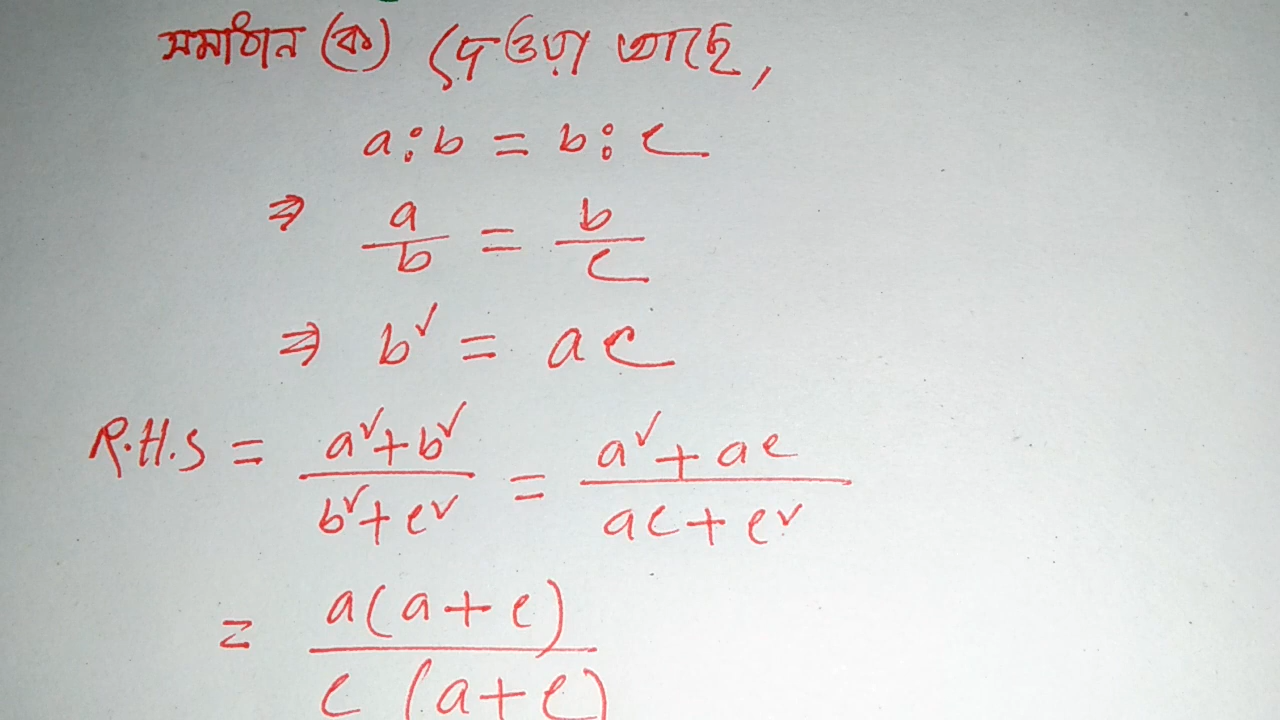 সমাধান (ক) দেওয়া আছে,
a:b = b:c
⇒ a/b = b/c
⇒ b² = ac
R.H.S = (a²+b²)/(b²+c²) = (a²+ac)/(ac+c²)
= a(a+c)/c(a+c)